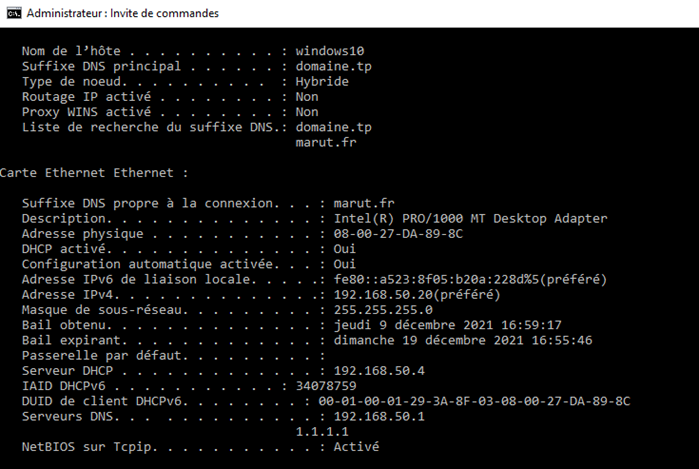 Administrateur : Invite de commandes
Nom de l’hôte . . . . . . . . . . : windows10
Suffixe DNS principal . . . . . . : domaine.tp
Type de noeud. . . . . . . . . .  : Hybride
Routage IP activé . . . . . . . . : Non
Proxy WINS activé . . . . . . . . : Non
Liste de recherche du suffixe DNS.: domaine.tp
marut.fr
Carte Ethernet Ethernet :
Suffixe DNS propre à la connexion. . . : marut.fr
Description. . . . . . . . . . . . . . : Intel(R) PRO/1000 MT Desktop Adapter
Adresse physique . . . . . . . . . . . : 08-00-27-DA-89-8C
DHCP activé. . . . . . . . . . . . . . : Oui
Configuration automatique activée. . . : Oui
Adresse IPv6 de liaison locale. . . . .: fe80::a523:8f05:b20a:228d%5(préféré)
Adresse IPv4. . . . . . . . . . . . . .: 192.168.50.20(préféré)
Masque de sous-réseau. . . . . . . . . : 255.255.255.0
Bail obtenu. . . . . . . . . . . . . . : jeudi 9 décembre 2021 16:59:17
Bail expirant. . . . . . . . . . . . . : dimanche 19 décembre 2021 16:55:46
Passerelle par défaut. . . . . . . . . :
Serveur DHCP . . . . . . . . . . . . . : 192.168.50.4
IAID DHCPv6 . . . . . . . . . . . : 34078759
DUID de client DHCPv6. . . . . . . . : 00-01-00-01-29-3A-8F-03-08-00-27-DA-89-8C
Serveurs DNS. . .  . . . . . . . . . . : 192.168.50.1
1.1.1.1
NetBIOS sur Tcpip. . . . . . . . . . . : Activé